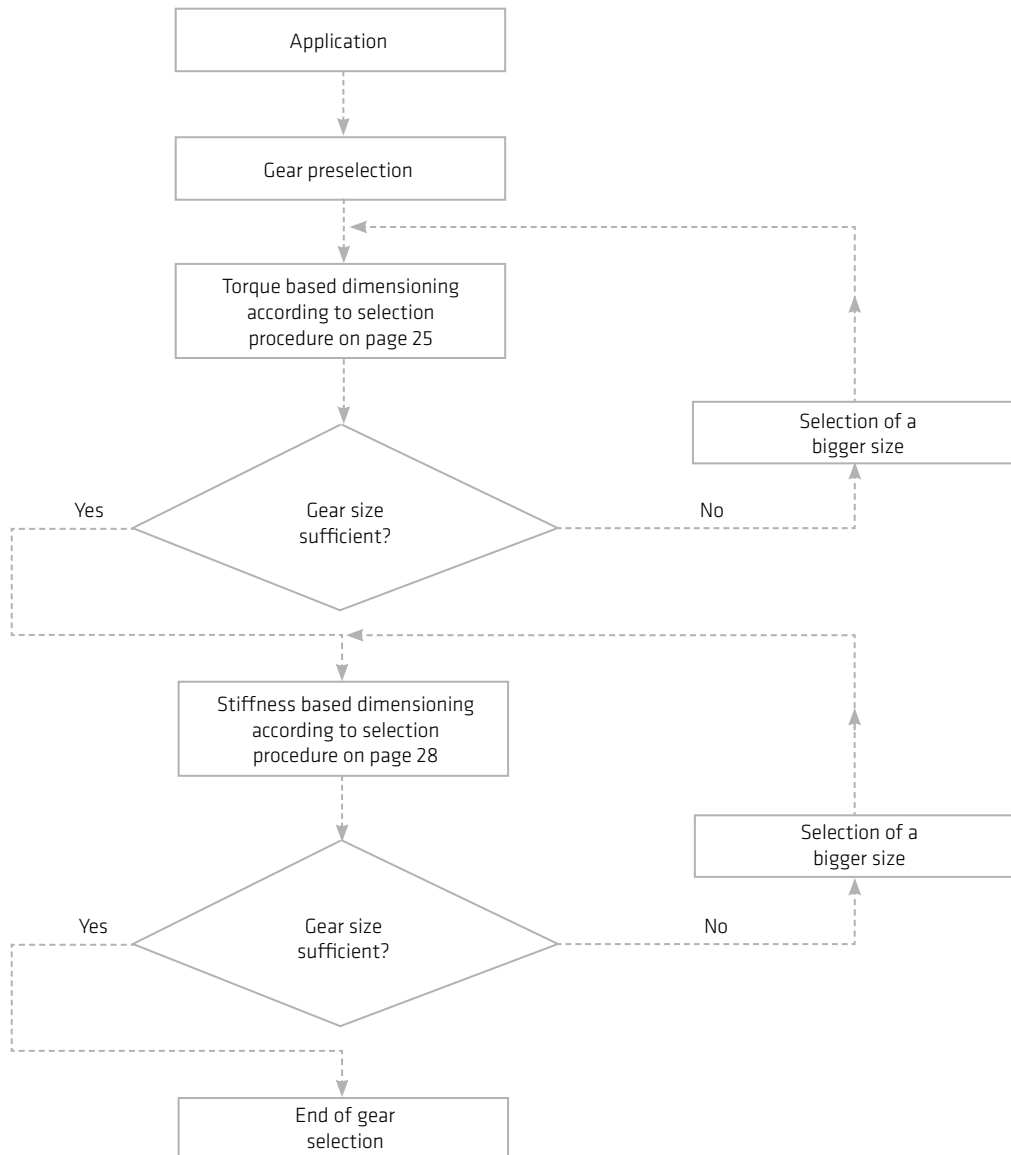 Application
Gear preselection
Torque based dimensioning
according to selection
procedure on page 25
Selection of a
bigger size
Yes
Gear size
sufficient?
No
Stiffness based dimensioning
according to selection
procedure on page 28
Selection of a
bigger size
Yes
Gear size
sufficient?
No
End of gear
selection